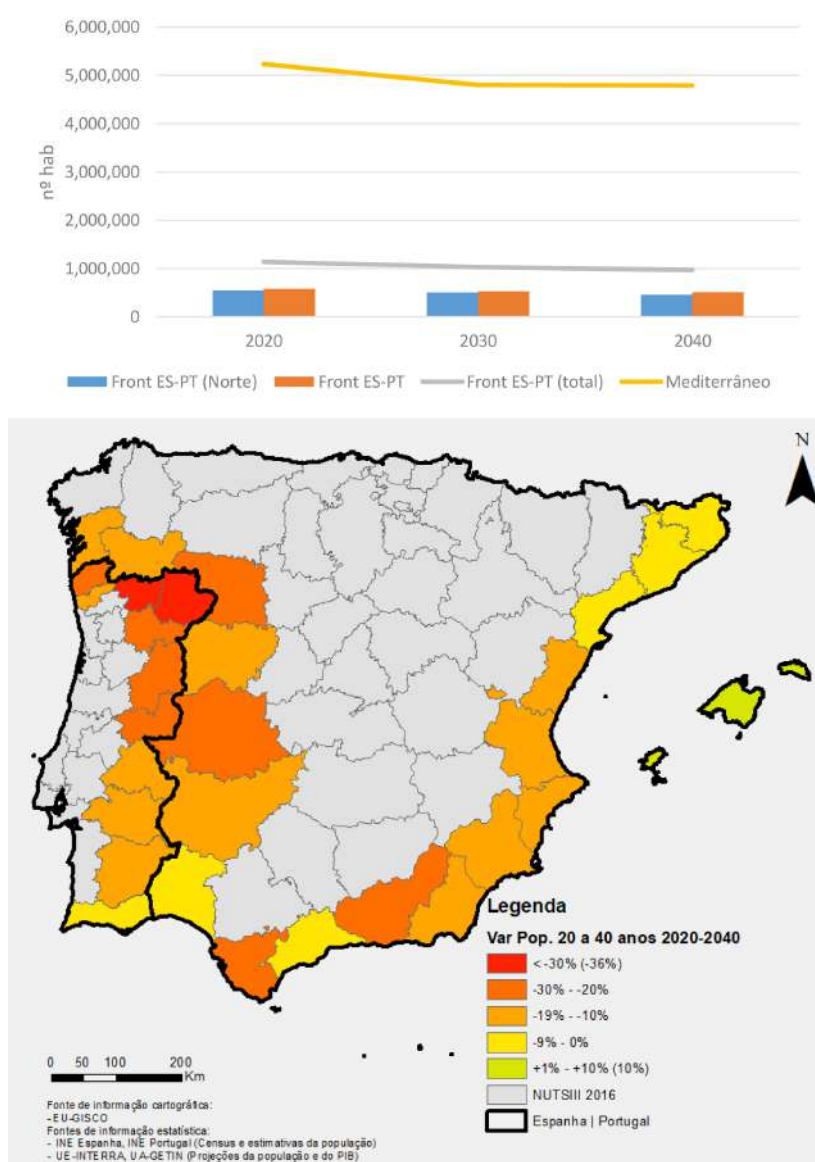 6,000,000
5,000,000
4,000,000
3,000,000
2,000,000
1,000,000
0
nº hab
2020 2030 2040
Front ES-PT (Norte) Front ES-PT Front ES-PT (total) Mediterrâneo
N
Legenda
Var Pop. 20 a 40 anos 2020-2040
<-30% (-36%)
-30% - -20%
-19% - -10%
-9% - 0%
+1% - +10% (10%)
NUTSIII 2016
Espanha | Portugal
0 50 100 200
Km
Fonte de informação cartográfica:
- EU-GISCO
Fontes de informação estatística:
- INE Espanha, INE Portugal (Census e estimativas da população)
- UE-INTERRA, UA-GETIN (Projeções da população e do PIB)